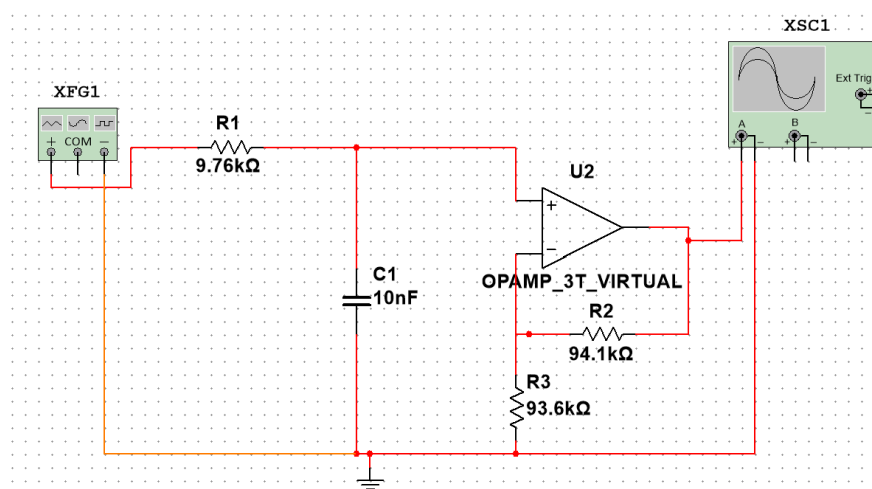 XSC1
Ext Trig
+
−
A
B
+
−
+
−
XFG1
+
COM
−
R1
9.76kΩ
U2
+
−
OPAMP_3T_VIRTUAL
C1
10nF
R2
94.1kΩ
R3
93.6kΩ